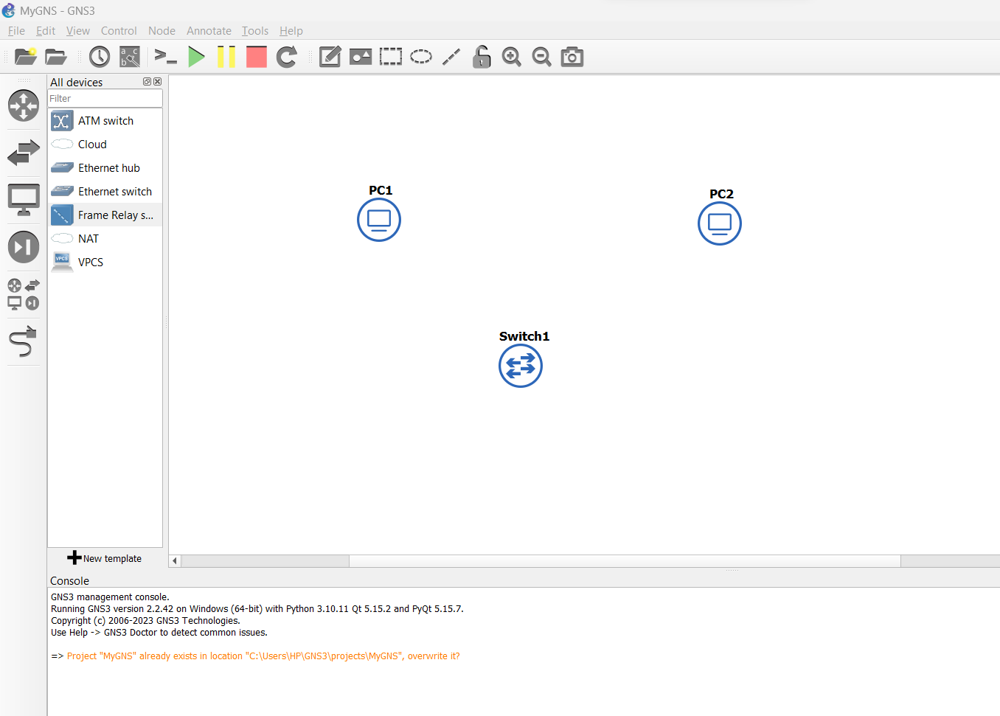 MyGNS - GNS3
File Edit View Control Node Annotate Tools Help
a c
b
All devices
Filter
ATM switch
Cloud
Ethernet hub
Ethernet switch
Frame Relay s...
NAT
VPCS
VPCS
New template
PC1
PC2
Switch1
Console
GNS3 management console.
Running GNS3 version 2.2.42 on Windows (64-bit) with Python 3.10.11 Qt 5.15.2 and PyQt 5.15.7.
Copyright (c) 2006-2023 GNS3 Technologies.
Use Help -> GNS3 Doctor to detect common issues.
=> Project "MyGNS" already exists in location "C:\Users\HP\GNS3\projects\MyGNS", overwrite it?